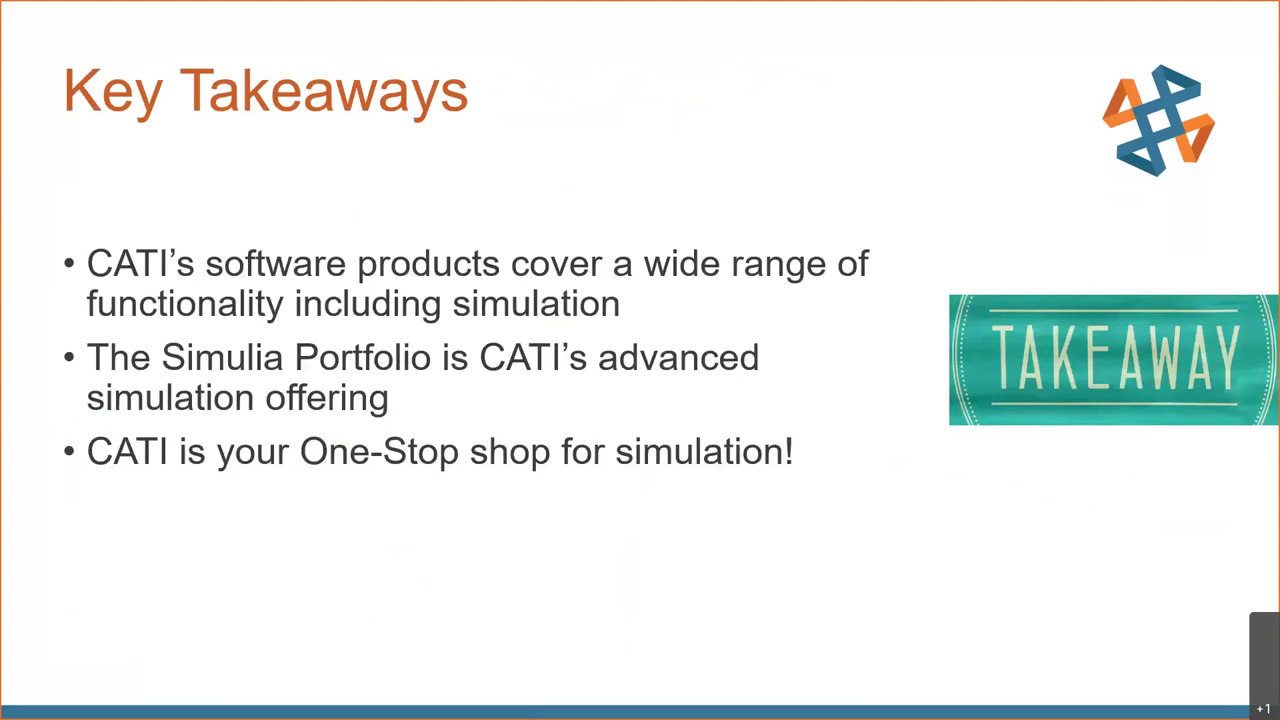 Key Takeaways
• CATI’s software products cover a wide range of
functionality including simulation
• The Simulia Portfolio is CATI’s advanced
simulation offering
• CATI is your One-Stop shop for simulation!
TAKEAWAY
+1